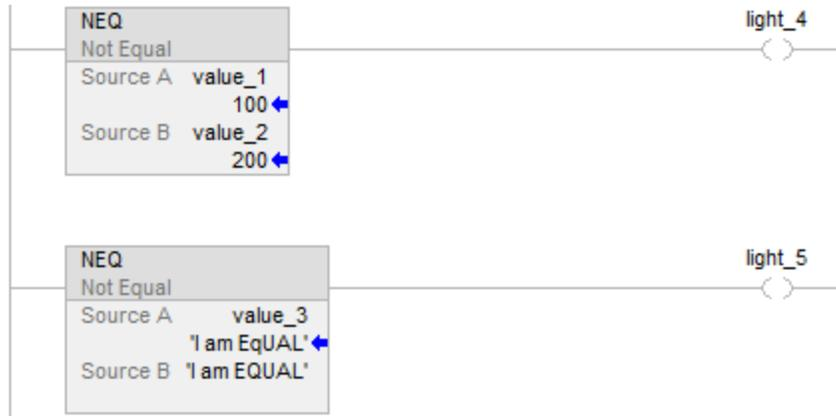 NEQ
light_4
Not Equal
Source A value_1
100
Source B value_2
200
NEQ
light_5
Not Equal
Source A value_3
'I am EqUAL'
Source B 'I am EQUAL'